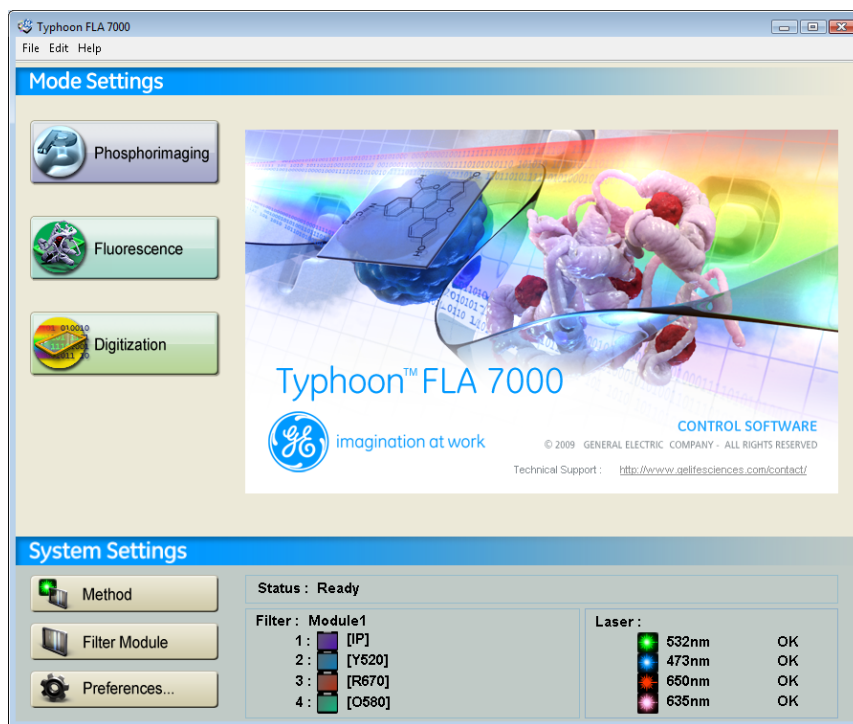 Typhoon FLA 7000
File Edit Help
Mode Settings
Phosphorimaging
Fluorescence
Digitization
Typhoon™ FLA 7000
imagination at work
CONTROL SOFTWARE
© 2009 GENERAL ELECTRIC COMPANY - ALL RIGHTS RESERVED
Technical Support : http://www.gelifesciences.com/contact/
System Settings
Method
Filter Module
Preferences...
Status : Ready
Filter : Module1
1 : [IP]
2 : [Y520]
3 : [R670]
4 : [O580]
Laser :
532nm OK
473nm OK
650nm OK
635nm OK